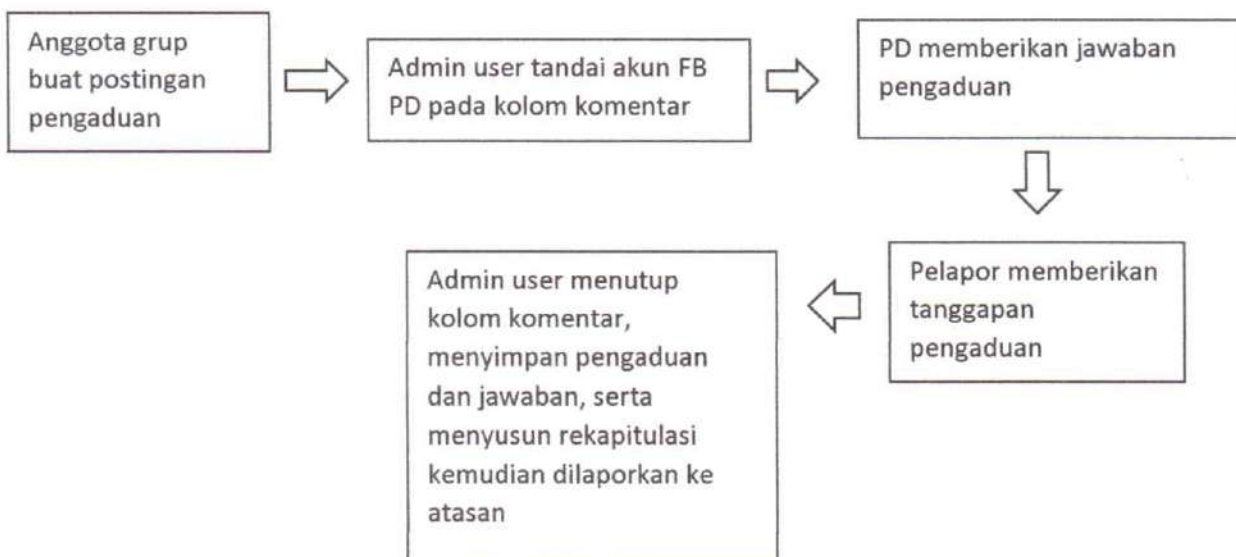 Anggota grup
buat postingan
pengaduan
Admin user tandai akun FB
PD pada kolom komentar
PD memberikan jawaban
pengaduan
Pelapor memberikan
tanggapan
pengaduan
Admin user menutup
kolom komentar,
menyimpan pengaduan
dan jawaban, serta
menyusun rekapitulasi
kemudian dilaporkan ke
atasan